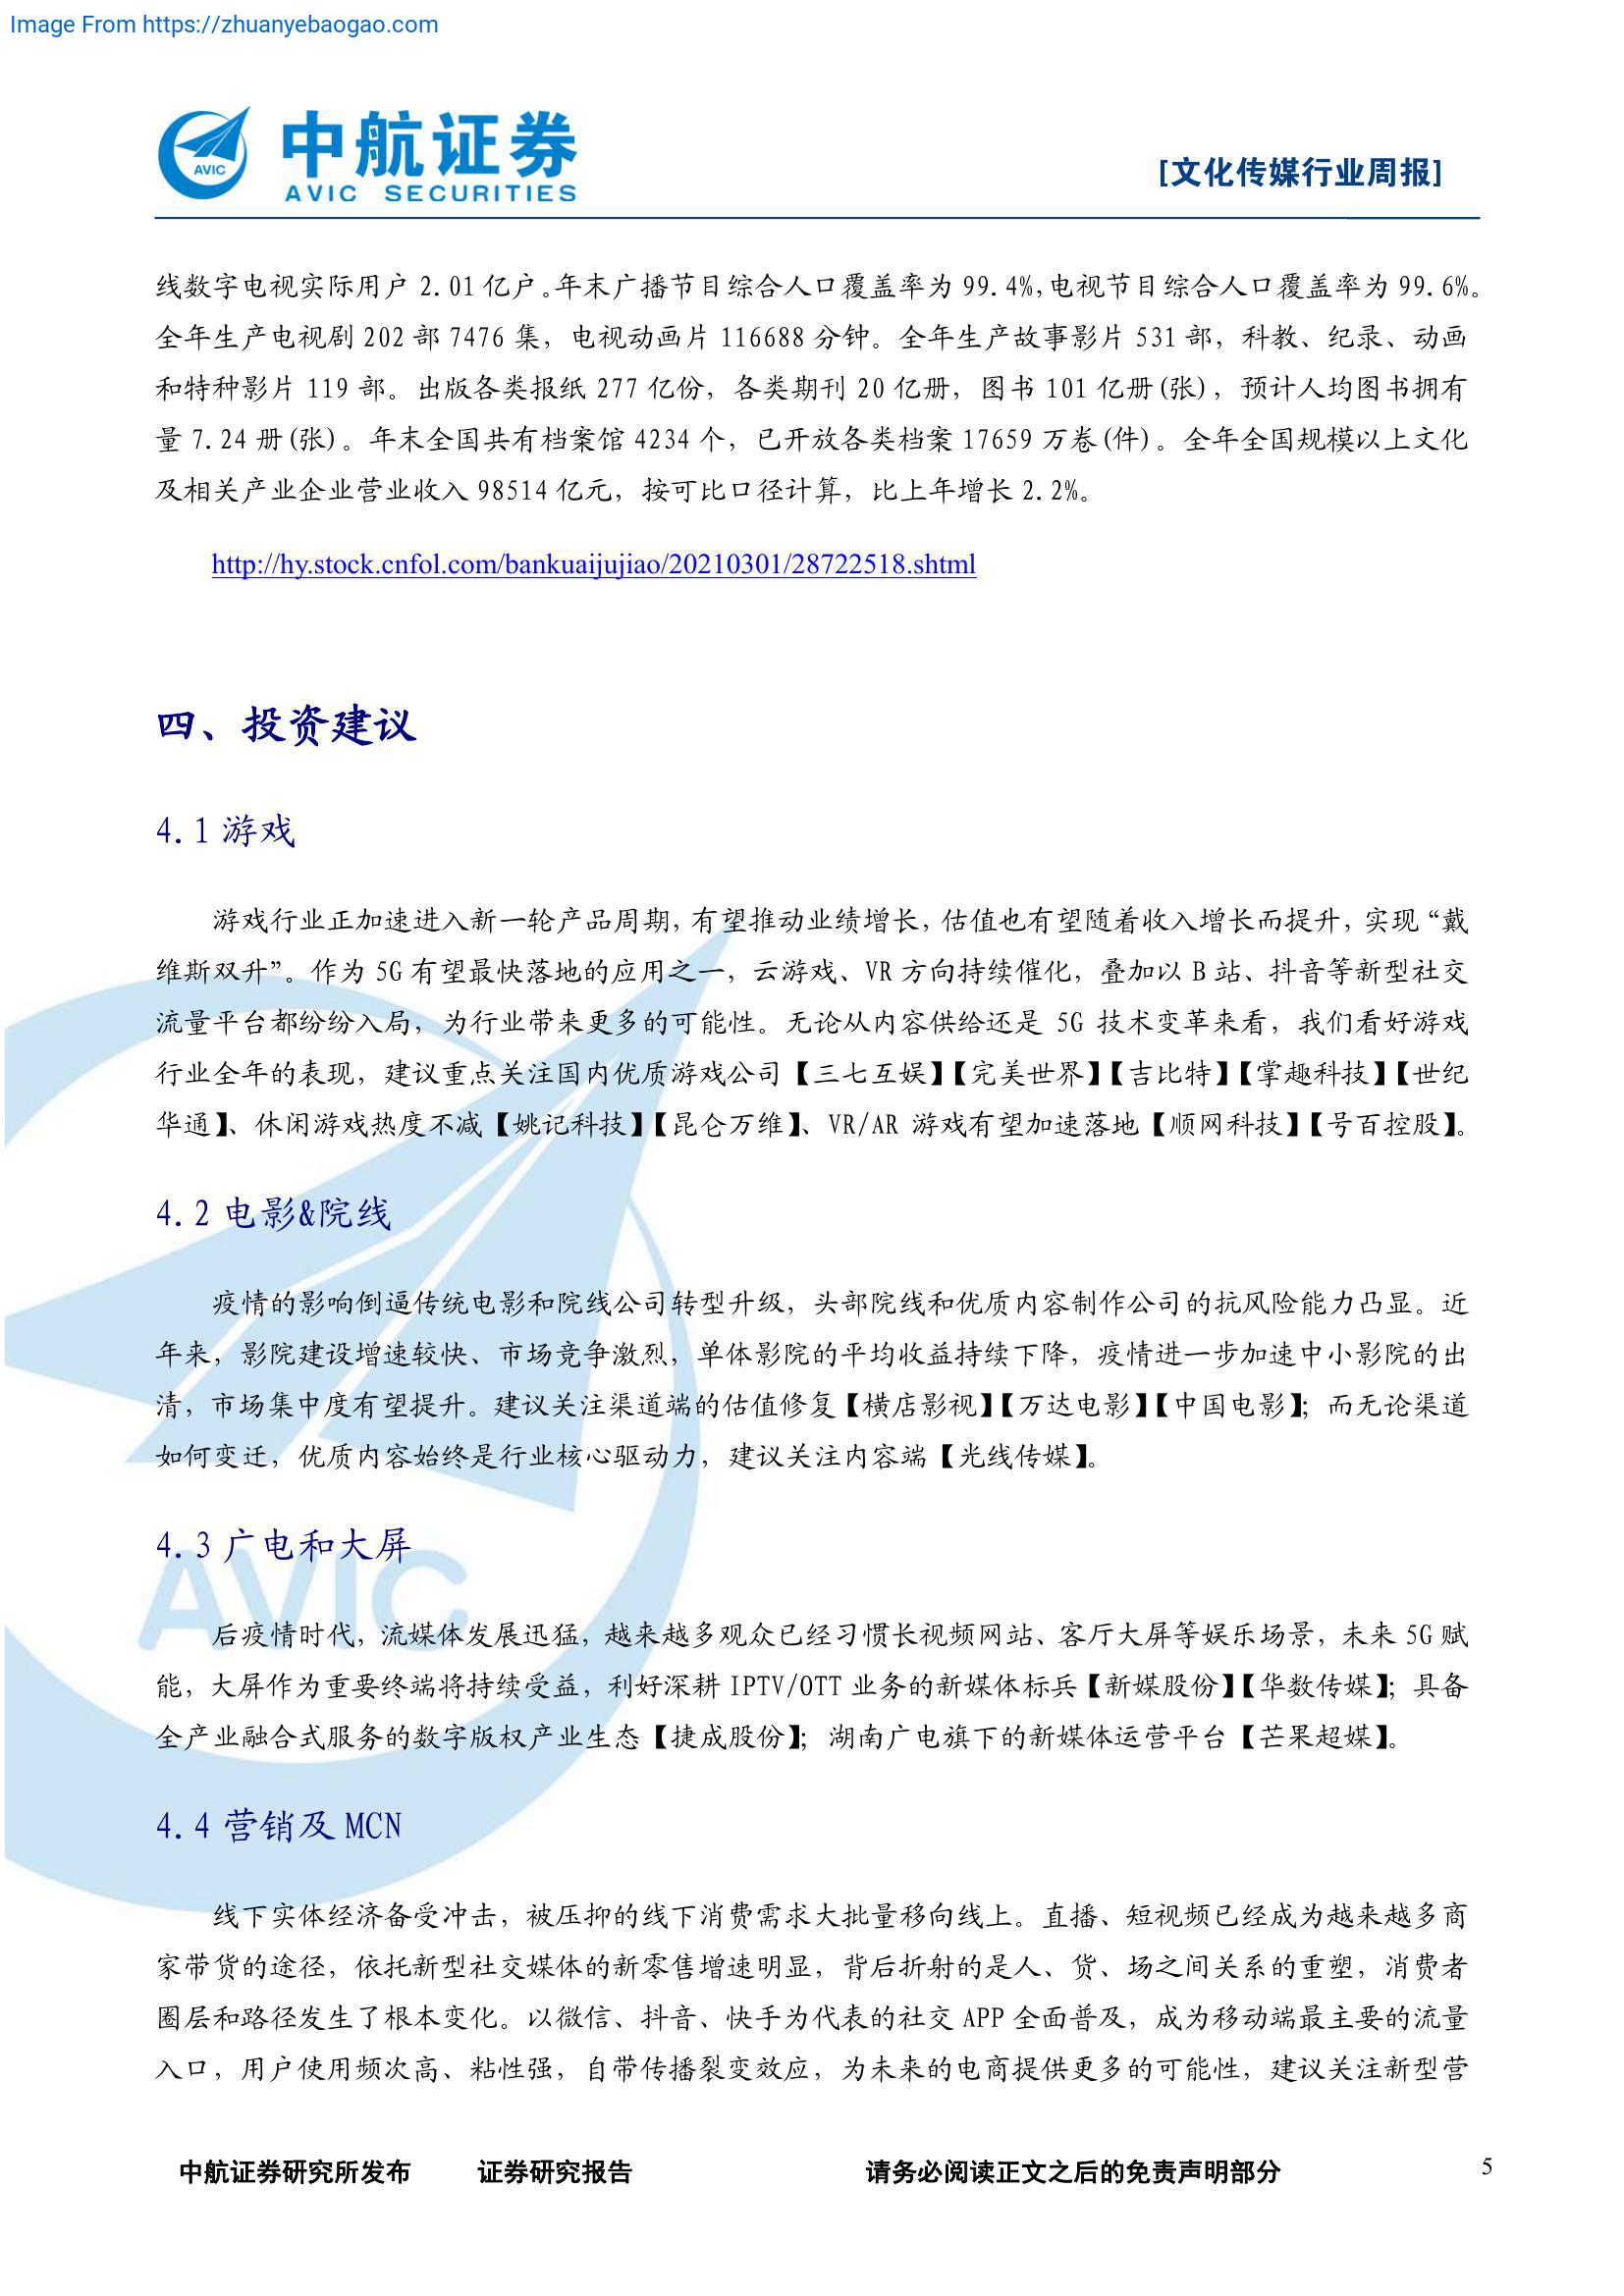 Image From https://zhuanyebaogao.com
中航证券
AVIC SECURITIES
AVIC
[文化传媒行业周报]
线数字电视实际用户 2.01 亿户。年末广播节目综合人口覆盖率为 99.4%,电视节目综合人口覆盖率为 99.6%。
全年生产电视剧 202 部 7476 集，电视动画片 116688 分钟。全年生产故事影片 531 部，科教、纪录、动画
和特种影片 119 部。出版各类报纸 277 亿份，各类期刊 20 亿册，图书 101 亿册(张)，预计人均图书拥有
量 7.24 册(张)。年末全国共有档案馆 4234 个，已开放各类档案 17659 万卷(件)。全年全国规模以上文化
及相关产业企业营业收入 98514 亿元，按可比口径计算，比上年增长 2.2%。
http://hy.stock.cnfol.com/bankuaijujiao/20210301/28722518.shtml
四、投资建议
4.1 游戏
游戏行业正加速进入新一轮产品周期，有望推动业绩增长，估值也有望随着收入增长而提升，实现“戴
维斯双升”。作为 5G 有望最快落地的应用之一，云游戏、VR 方向持续催化，叠加以 B 站、抖音等新型社交
流量平台都纷纷入局，为行业带来更多的可能性。无论从内容供给还是 5G 技术变革来看，我们看好游戏
行业全年的表现，建议重点关注国内优质游戏公司【三七互娱】【完美世界】【吉比特】【掌趣科技】【世纪
华通】、休闲游戏热度不减【姚记科技】【昆仑万维】、VR/AR 游戏有望加速落地【顺网科技】【号百控股】。
4.2 电影&院线
疫情的影响倒逼传统电影和院线公司转型升级，头部院线和优质内容制作公司的抗风险能力凸显。近
年来，影院建设增速较快、市场竞争激烈，单体影院的平均收益持续下降，疫情进一步加速中小影院的出
清，市场集中度有望提升。建议关注渠道端的估值修复【横店影视】【万达电影】【中国电影】；而无论渠道
如何变迁，优质内容始终是行业核心驱动力，建议关注内容端【光线传媒】。
4.3 广电和大屏
AVIC
后疫情时代，流媒体发展迅猛，越来越多观众已经习惯长视频网站、客厅大屏等娱乐场景，未来 5G 赋
能，大屏作为重要终端将持续受益，利好深耕 IPTV/OTT 业务的新媒体标兵【新媒股份】【华数传媒】；具备
全产业融合式服务的数字版权产业生态【捷成股份】；湖南广电旗下的新媒体运营平台【芒果超媒】。
4.4 营销及 MCN
线下实体经济备受冲击，被压抑的线下消费需求大批量移向线上。直播、短视频已经成为越来越多商
家带货的途径，依托新型社交媒体的新零售增速明显，背后折射的是人、货、场之间关系的重塑，消费者
圈层和路径发生了根本变化。以微信、抖音、快手为代表的社交 APP 全面普及，成为移动端最主要的流量
入口，用户使用频次高、粘性强，自带传播裂变效应，为未来的电商提供更多的可能性，建议关注新型营
中航证券研究所发布 证券研究报告 请务必阅读正文之后的免责声明部分 5